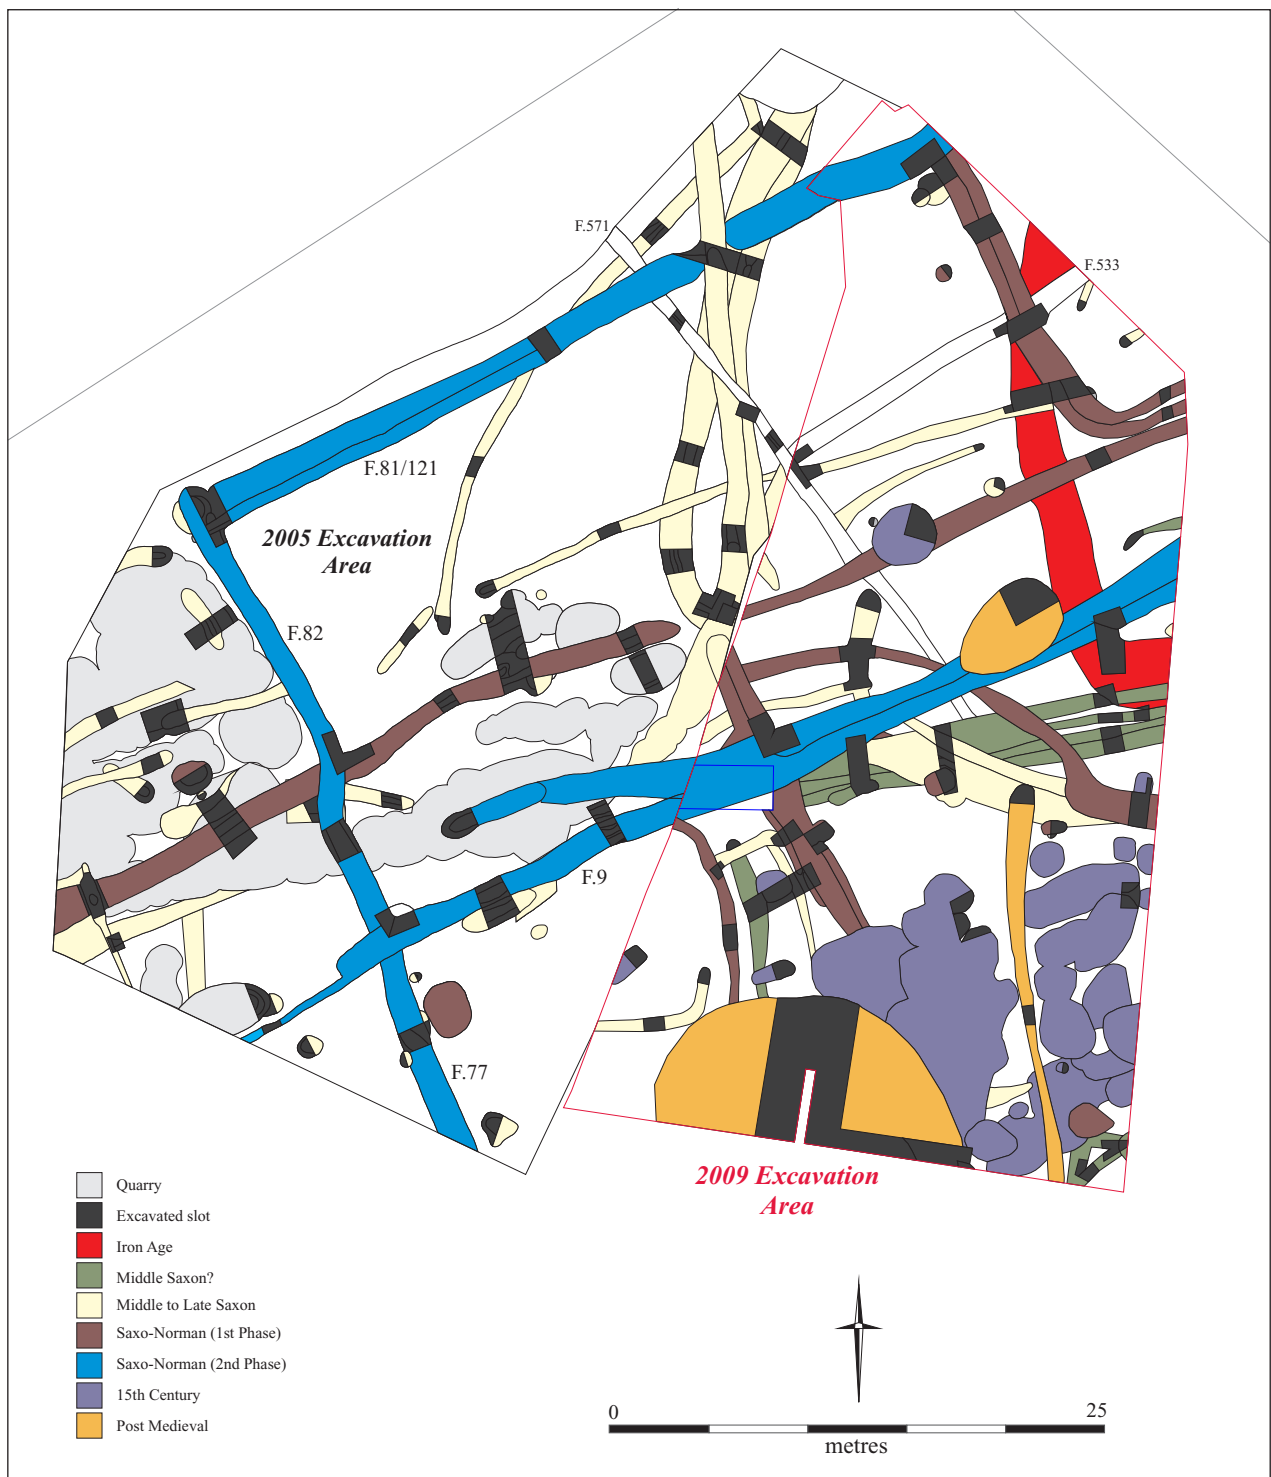 F.571
F.533
F.81/121
2005 Excavation
Area
F.82
F.9
F.77
2009 Excavation
Area
Quarry
Excavated slot
Iron Age
Middle Saxon?
Middle to Late Saxon
Saxo-Norman (1st Phase)
Saxo-Norman (2nd Phase)
15th Century
Post Medieval
0 25
metres